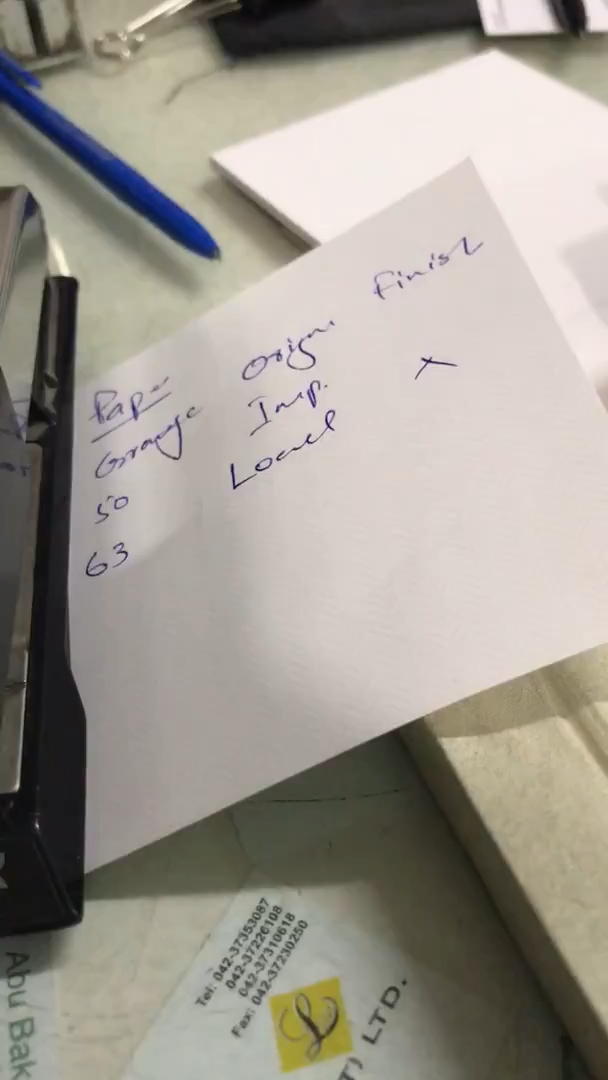 Paper Origin Finish
Gramage Imp. X
50 Local
63
Tel: 042-37353087
042-37226108
042-37310618
Fax: 042-37230250
L
T) LTD.
Abu Bak